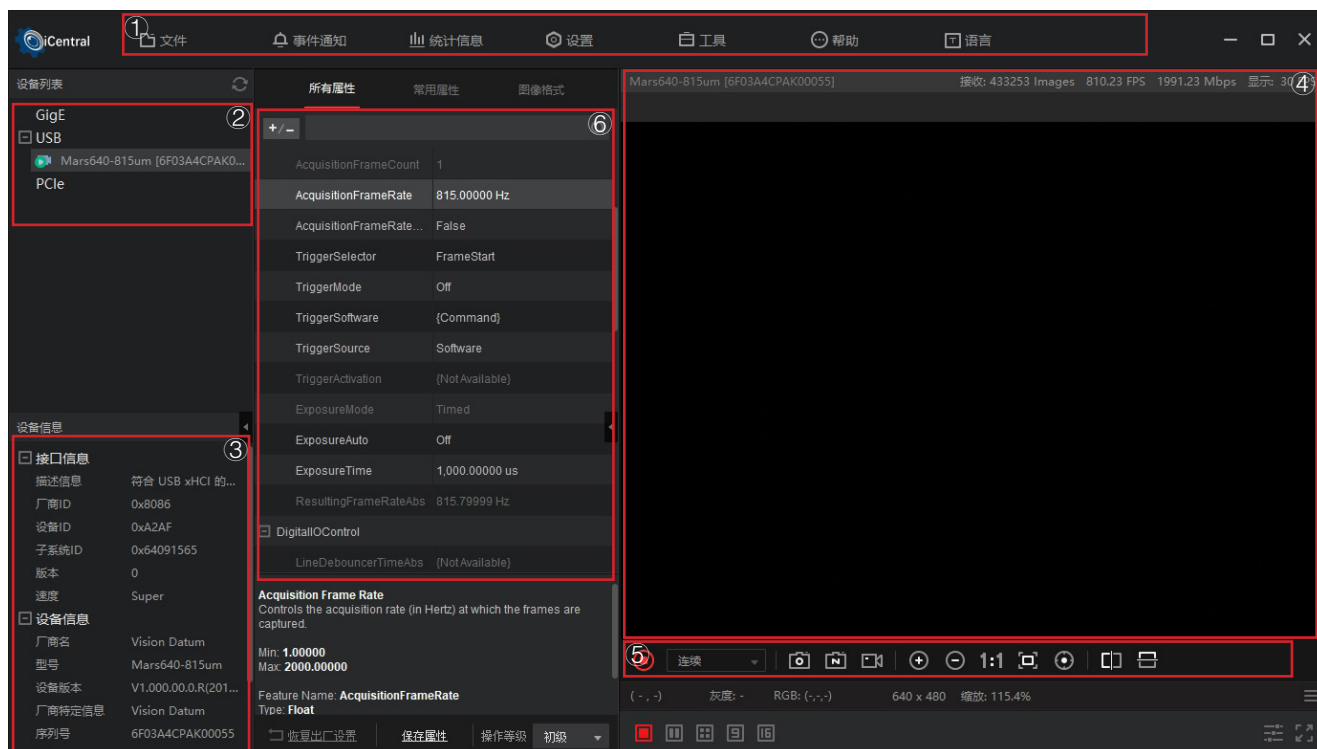 iCentral
①
文件
事件通知
统计信息
设置
工具
帮助
语言
设备列表
②
GigE
USB
Mars640-815um [6F03A4CPAK0...
PCIe
设备信息
③
接口信息
描述信息 符合 USB xHCI 的...
厂商ID 0x8086
设备ID 0xA2AF
子系统ID 0x64091565
版本 0
速度 Super
设备信息
厂商名 Vision Datum
型号 Mars640-815um
设备版本 V1.000.00.0.R(201...
厂商特定信息 Vision Datum
序列号 6F03A4CPAK00055
所有属性 常用属性 图像格式
+/−
⑥
AcquisitionFrameCount 1
AcquisitionFrameRate 815.00000 Hz
AcquisitionFrameRate... False
TriggerSelector FrameStart
TriggerMode Off
TriggerSoftware {Command}
TriggerSource Software
TriggerActivation {NotAvailable}
ExposureMode Timed
ExposureAuto Off
ExposureTime 1,000.00000 us
ResultingFrameRateAbs 815.79999 Hz
DigitalIOControl
LineDebouncerTimeAbs {NotAvailable}
Acquisition Frame Rate
Controls the acquisition rate (in Hertz) at which the frames are
captured.
Min: 1.00000
Max: 2000.00000
Feature Name: AcquisitionFrameRate
Type: Float
恢复出厂设置 保存属性 操作等级 初级
Mars640-815um [6F03A4CPAK00055] 接收: 433253 Images 810.23 FPS 1991.23 Mbps 显示: 30
④
⑤
连续
N
1:1
( - , -) 灰度: - RGB: (-,-,-) 640 x 480 缩放: 115.4%
9
16